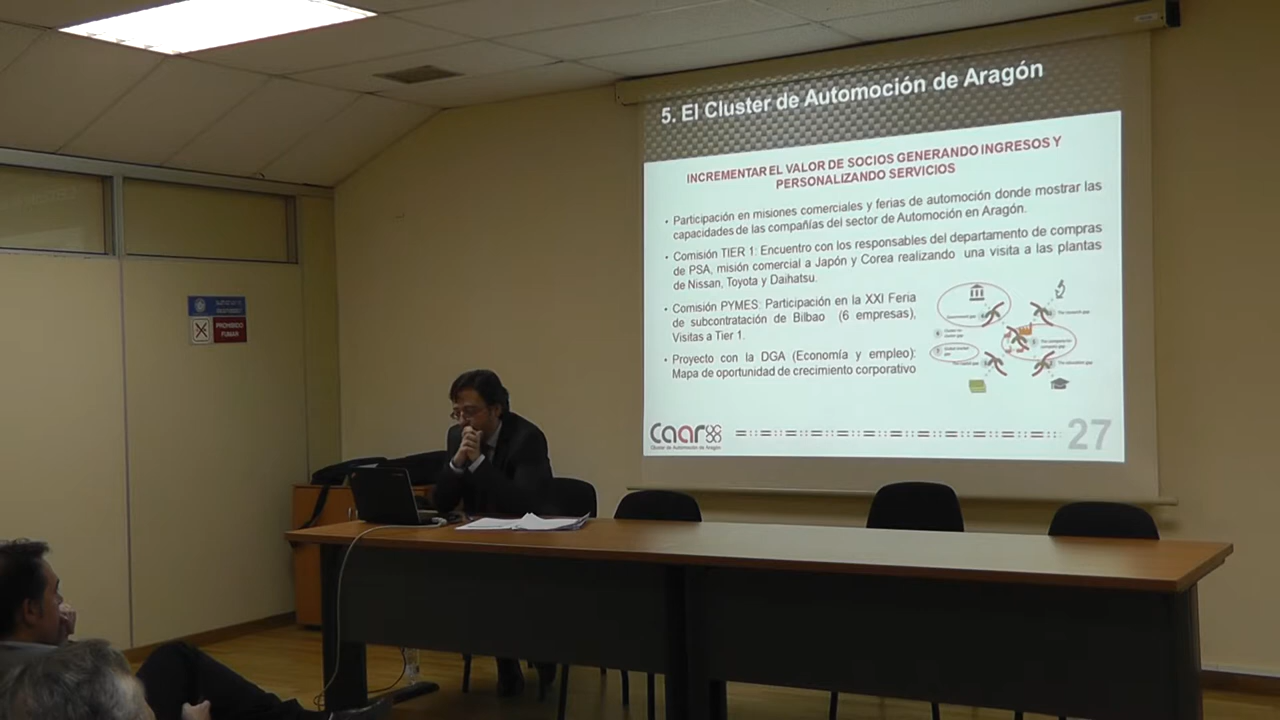 5. El Cluster de Automoción de Aragón
INCREMENTAR EL VALOR DE SOCIOS GENERANDO INGRESOS Y
PERSONALIZANDO SERVICIOS
• Participación en misiones comerciales y ferias de automoción donde mostrar las
capacidades de las compañías del sector de Automoción en Aragón.
• Comisión TIER 1: Encuentro con los responsables del departamento de compras
de PSA, misión comercial a Japón y Corea realizando una visita a las plantas
de Nissan, Toyota y Daihatsu.
• Comisión PYMES: Participación en la XXI Feria
de subcontratación de Bilbao (6 empresas),
Visitas a Tier 1.
• Proyecto con la DGA (Economía y empleo):
Mapa de oportunidad de crecimiento corporativo
caar
Cluster de Automoción de Aragón
27
PROHIBIDO
FUMAR